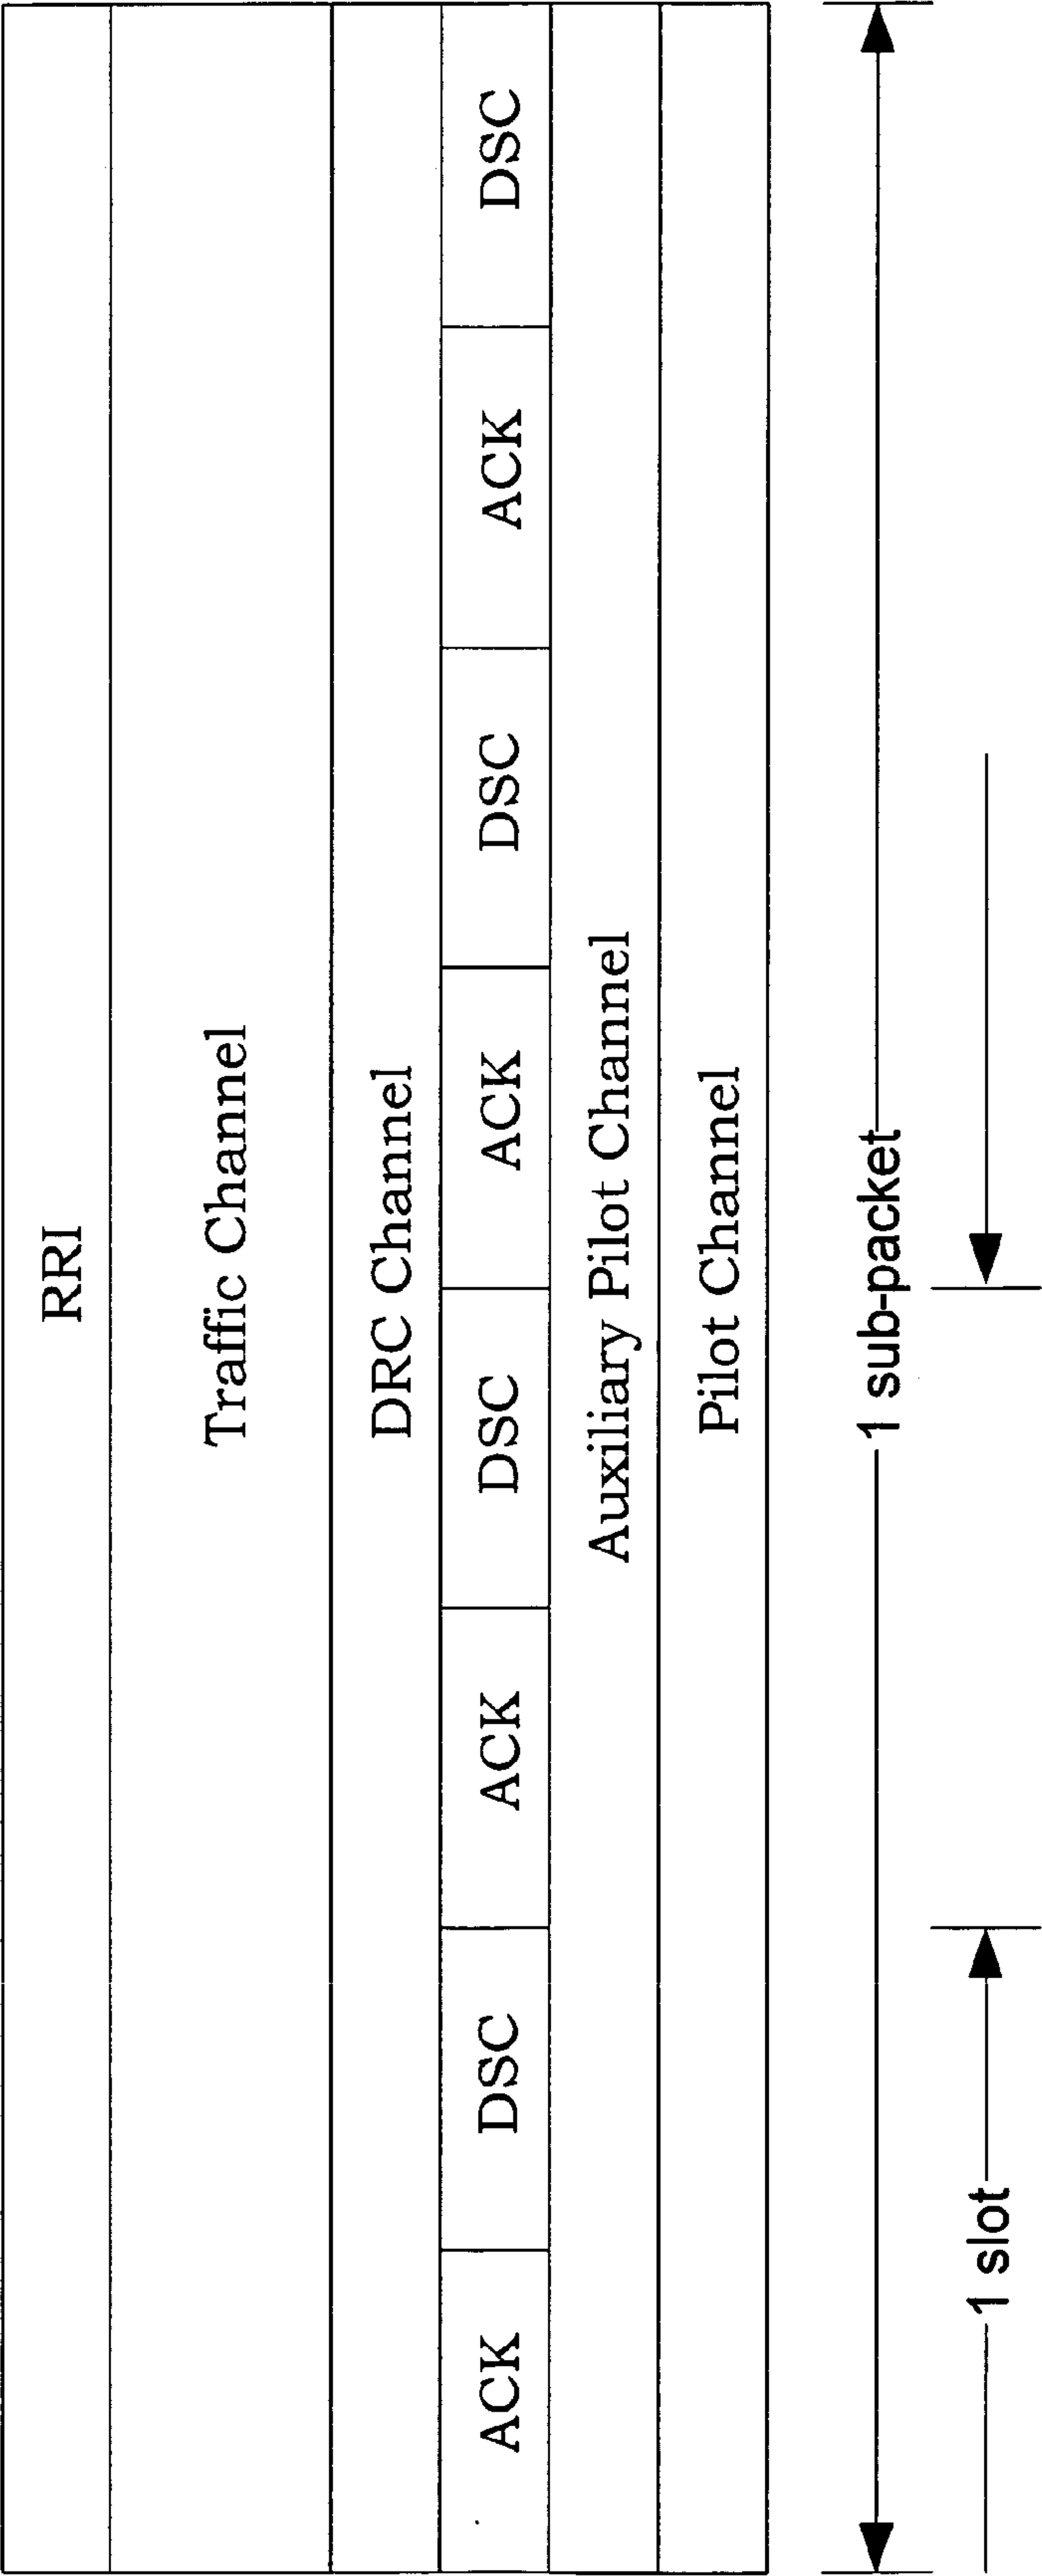 RRI
Traffic Channel
DRC Channel
ACK DSC ACK DSC ACK DSC ACK DSC
Auxiliary Pilot Channel
Pilot Channel
1 sub-packet
1 slot